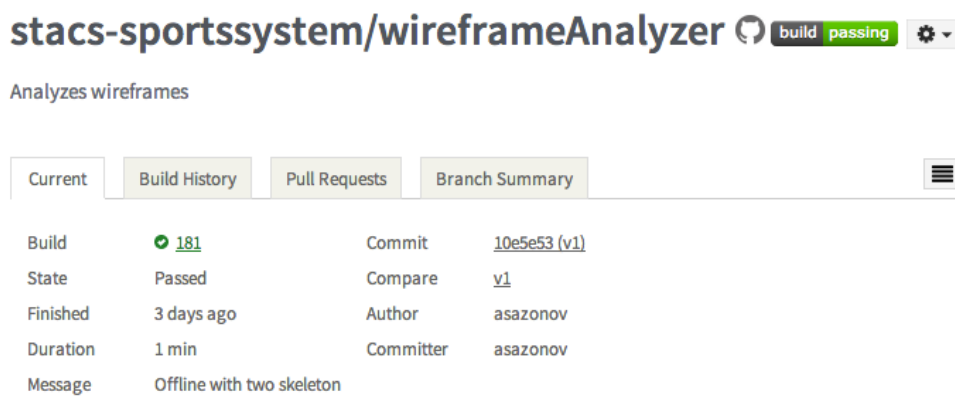 stacs-sportssystem/wireframeAnalyzer build passing
Analyzes wireframes
Current Build History Pull Requests Branch Summary
Build 181 Commit 10e5e53 (v1)
State Passed Compare v1
Finished 3 days ago Author asazonov
Duration 1 min Committer asazonov
Message Offline with two skeleton